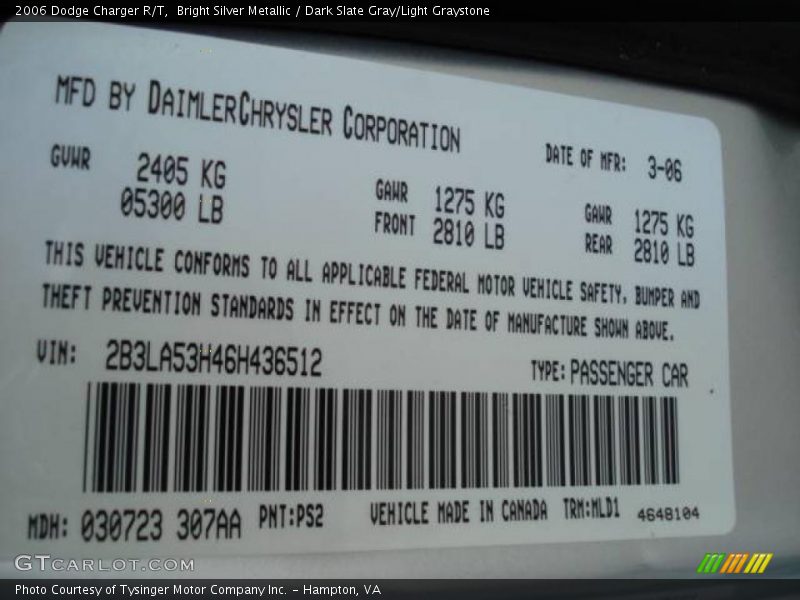 2006 Dodge Charger R/T,  Bright Silver Metallic / Dark Slate Gray/Light Graystone
MFD BY DAIMLERCHRYSLER CORPORATION
DATE OF MFR: 3-06
GVWR 2405 KG
05300 LB
GAWR FRONT 1275 KG
2810 LB
GAWR REAR 1275 KG
2810 LB
THIS VEHICLE CONFORMS TO ALL APPLICABLE FEDERAL MOTOR VEHICLE SAFETY, BUMPER AND
THEFT PREVENTION STANDARDS IN EFFECT ON THE DATE OF MANUFACTURE SHOWN ABOVE.
VIN: 2B3LA53H46H436512
TYPE: PASSENGER CAR
MDH: 030723 307AA PNT:PS2 VEHICLE MADE IN CANADA TRM:MLD1 4648104
GTCARLOT.COM
Photo Courtesy of Tysinger Motor Company Inc. - Hampton, VA